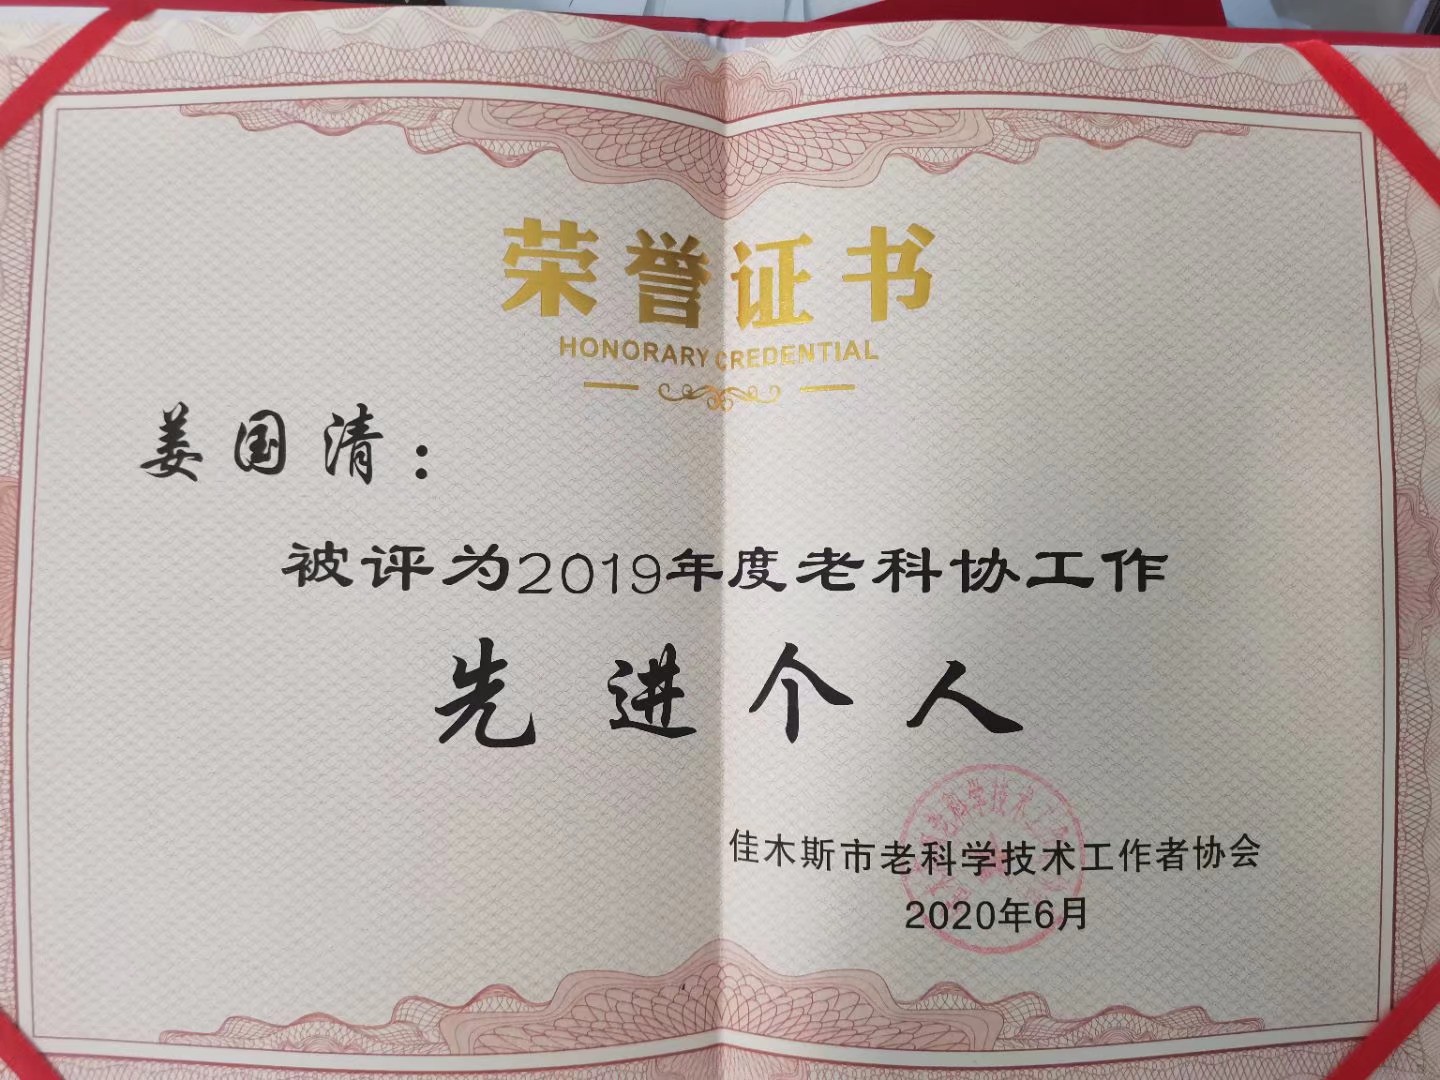 荣誉证书
HONORARY CREDENTIAL
姜国清：
被评为2019年度老科协工作
先进个人
佳木斯市老科学技术工作者协会
2020年6月